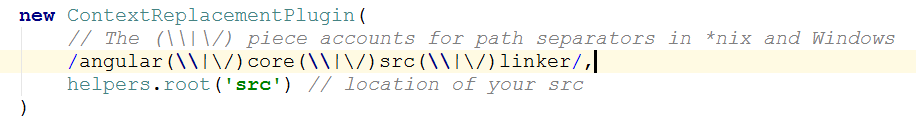 new ContextReplacementPlugin(
    // The (\\|\/) piece accounts for path separators in *nix and Windows
    /angular(\\|\/)core(\\|\/)src(\\|\/)linker/,
    helpers.root('src') // location of your src
)